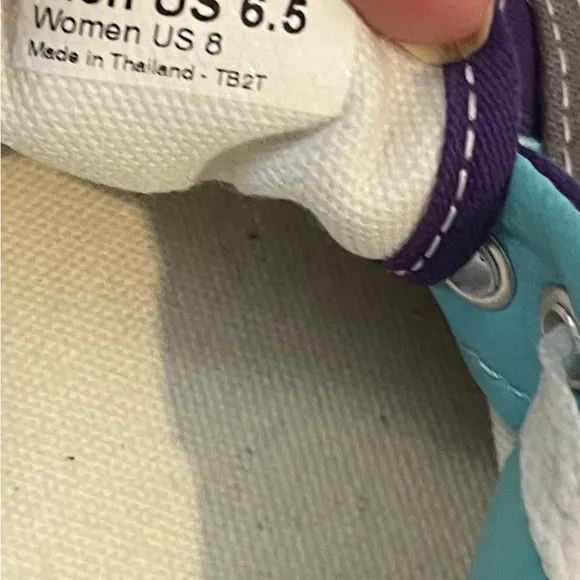 US 6.5
Women US 8
Made in Thailand - TB2T